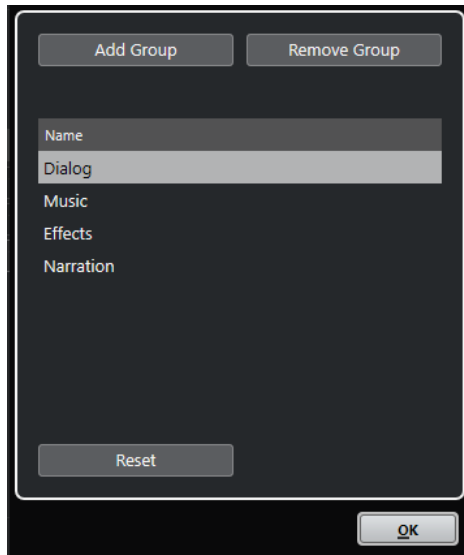 Add Group Remove Group
Name
Dialog
Music
Effects
Narration
Reset
OK